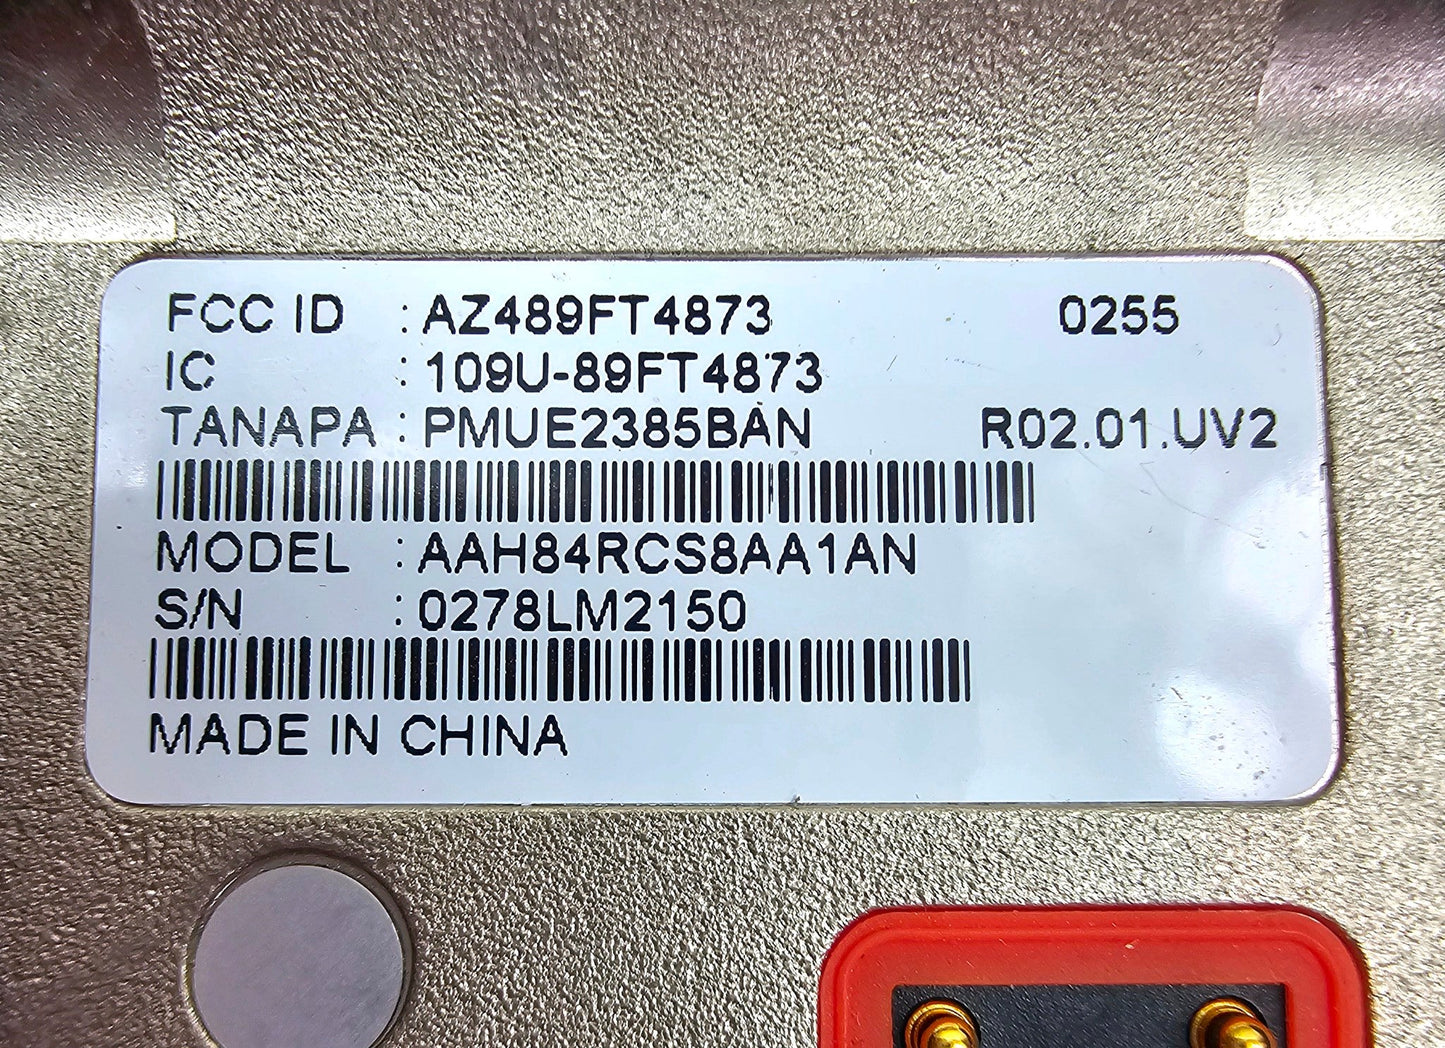 FCC ID : AZ489FT4873 0255
IC : 109U-89FT4873
TANAPA : PMUE2385BAN R02.01.UV2
MODEL : AAH84RCS8AA1AN
S/N : 0278LM2150
MADE IN CHINA